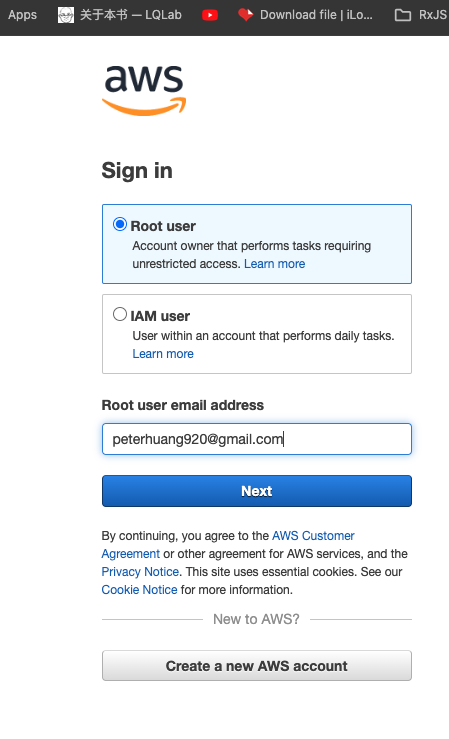 Apps 关于本书 — LQLab Download file | iLo... RxJS
aws
Sign in
Root user
Account owner that performs tasks requiring
unrestricted access. Learn more
IAM user
User within an account that performs daily tasks.
Learn more
Root user email address
peterhuang920@gmail.com
Next
By continuing, you agree to the AWS Customer
Agreement or other agreement for AWS services, and the
Privacy Notice. This site uses essential cookies. See our
Cookie Notice for more information.
New to AWS?
Create a new AWS account